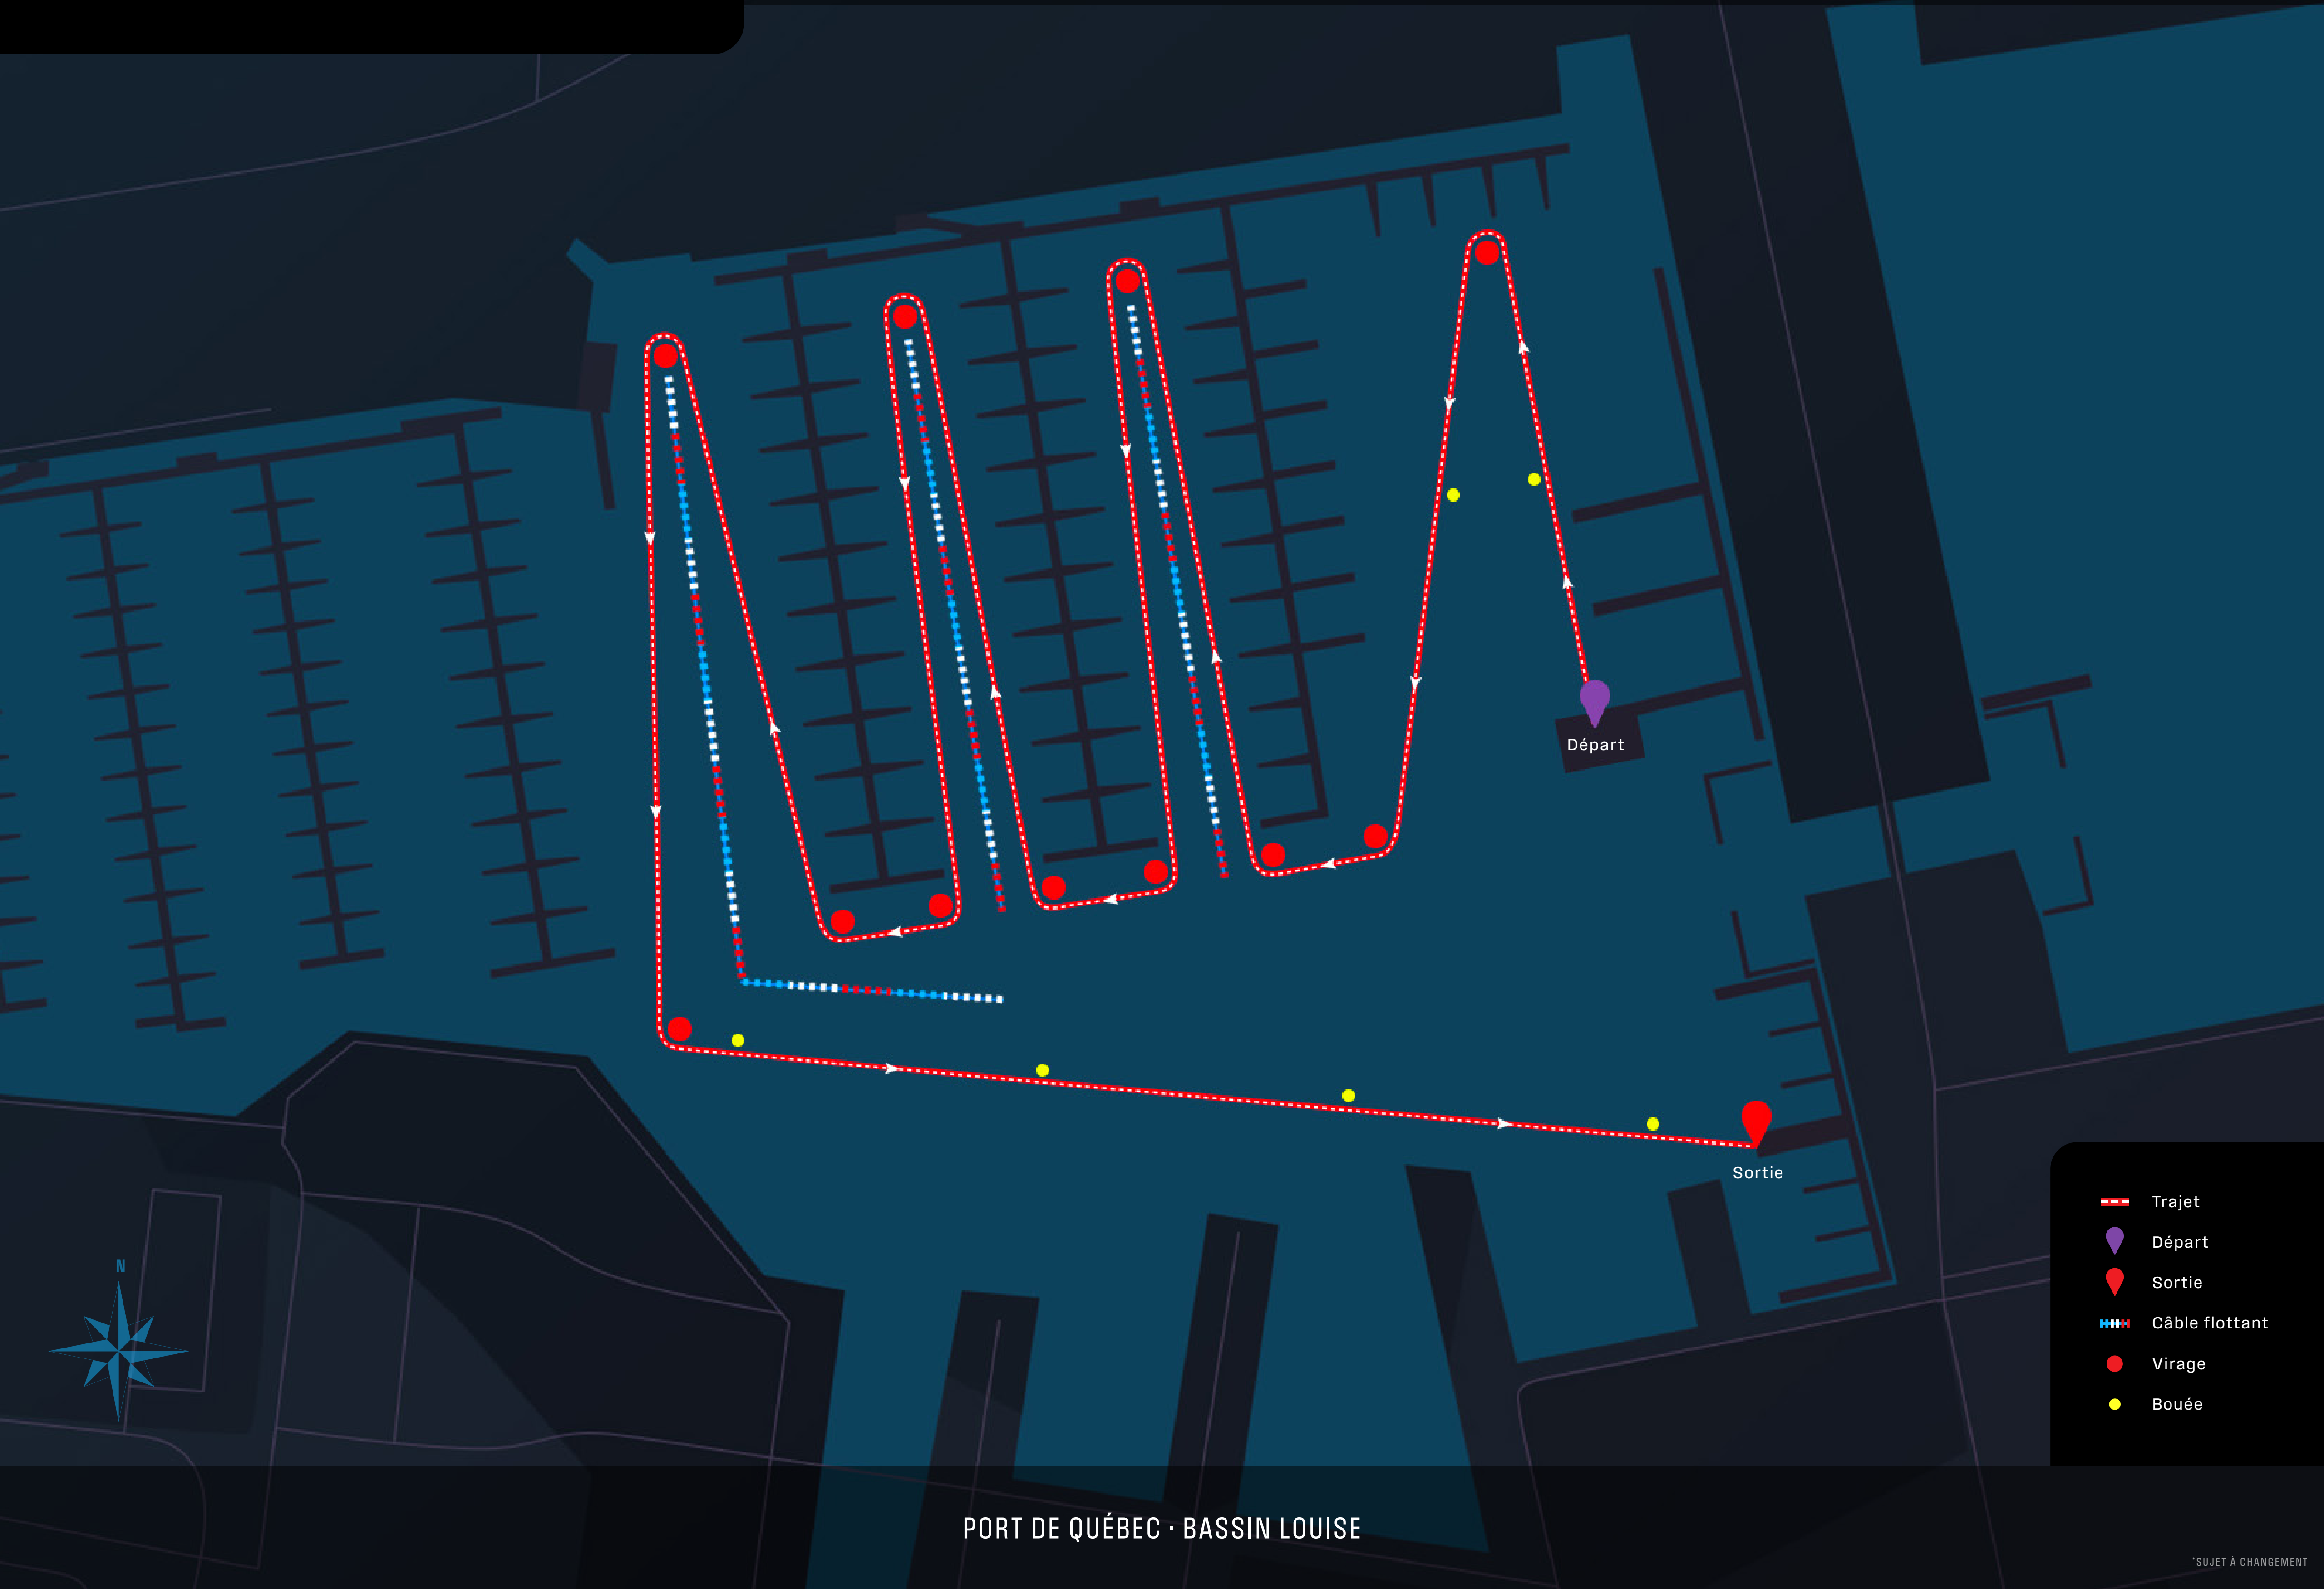 Départ
Sortie
Trajet
Départ
Sortie
Câble flottant
Virage
Bouée
N
PORT DE QUÉBEC · BASSIN LOUISE
*SUJET À CHANGEMENT